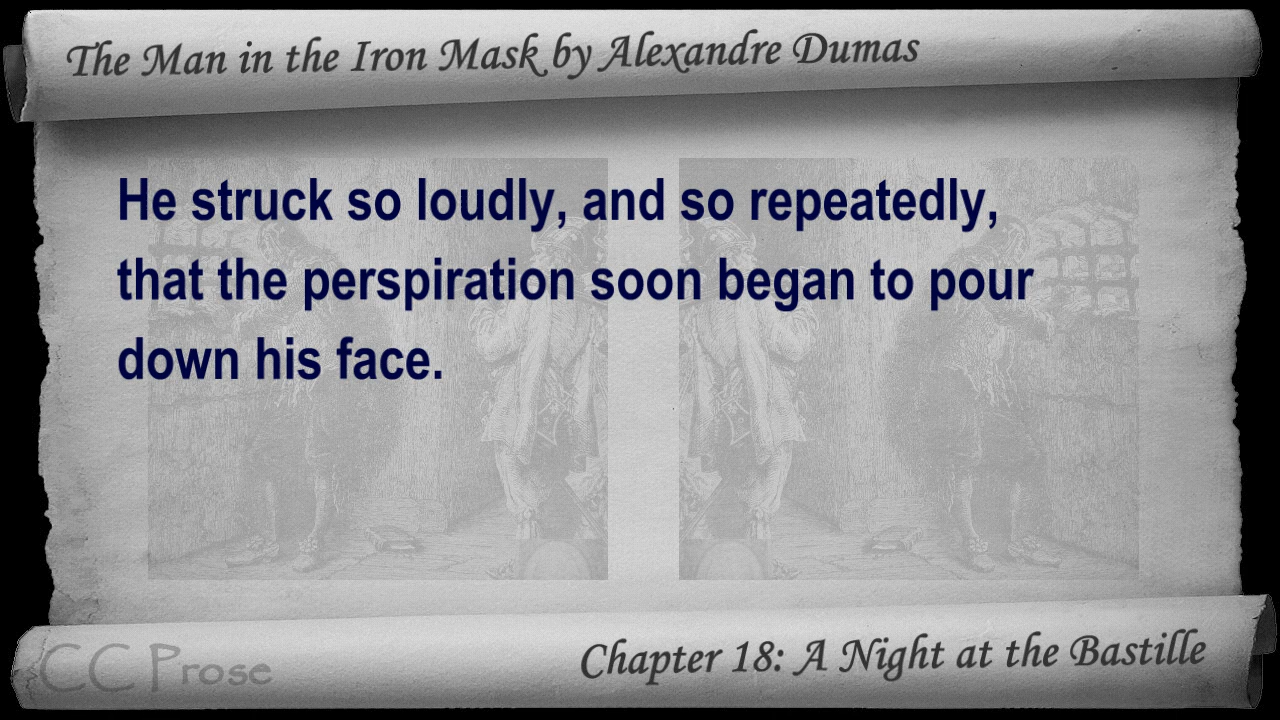 The Man in the Iron Mask by Alexandre Dumas
He struck so loudly, and so repeatedly,
that the perspiration soon began to pour
down his face.
CC Prose
Chapter 18: A Night at the Bastille